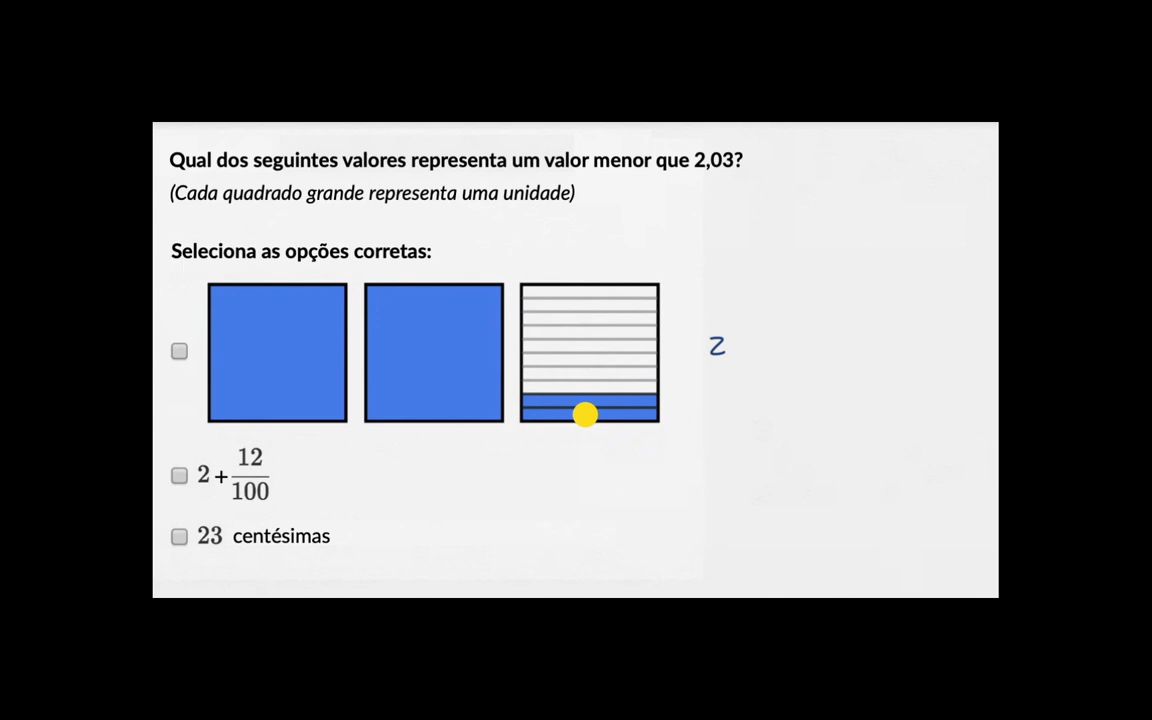 Qual dos seguintes valores representa um valor menor que 2,03?
(Cada quadrado grande representa uma unidade)
Seleciona as opções corretas:
2
2 + 12/100
23 centésimas